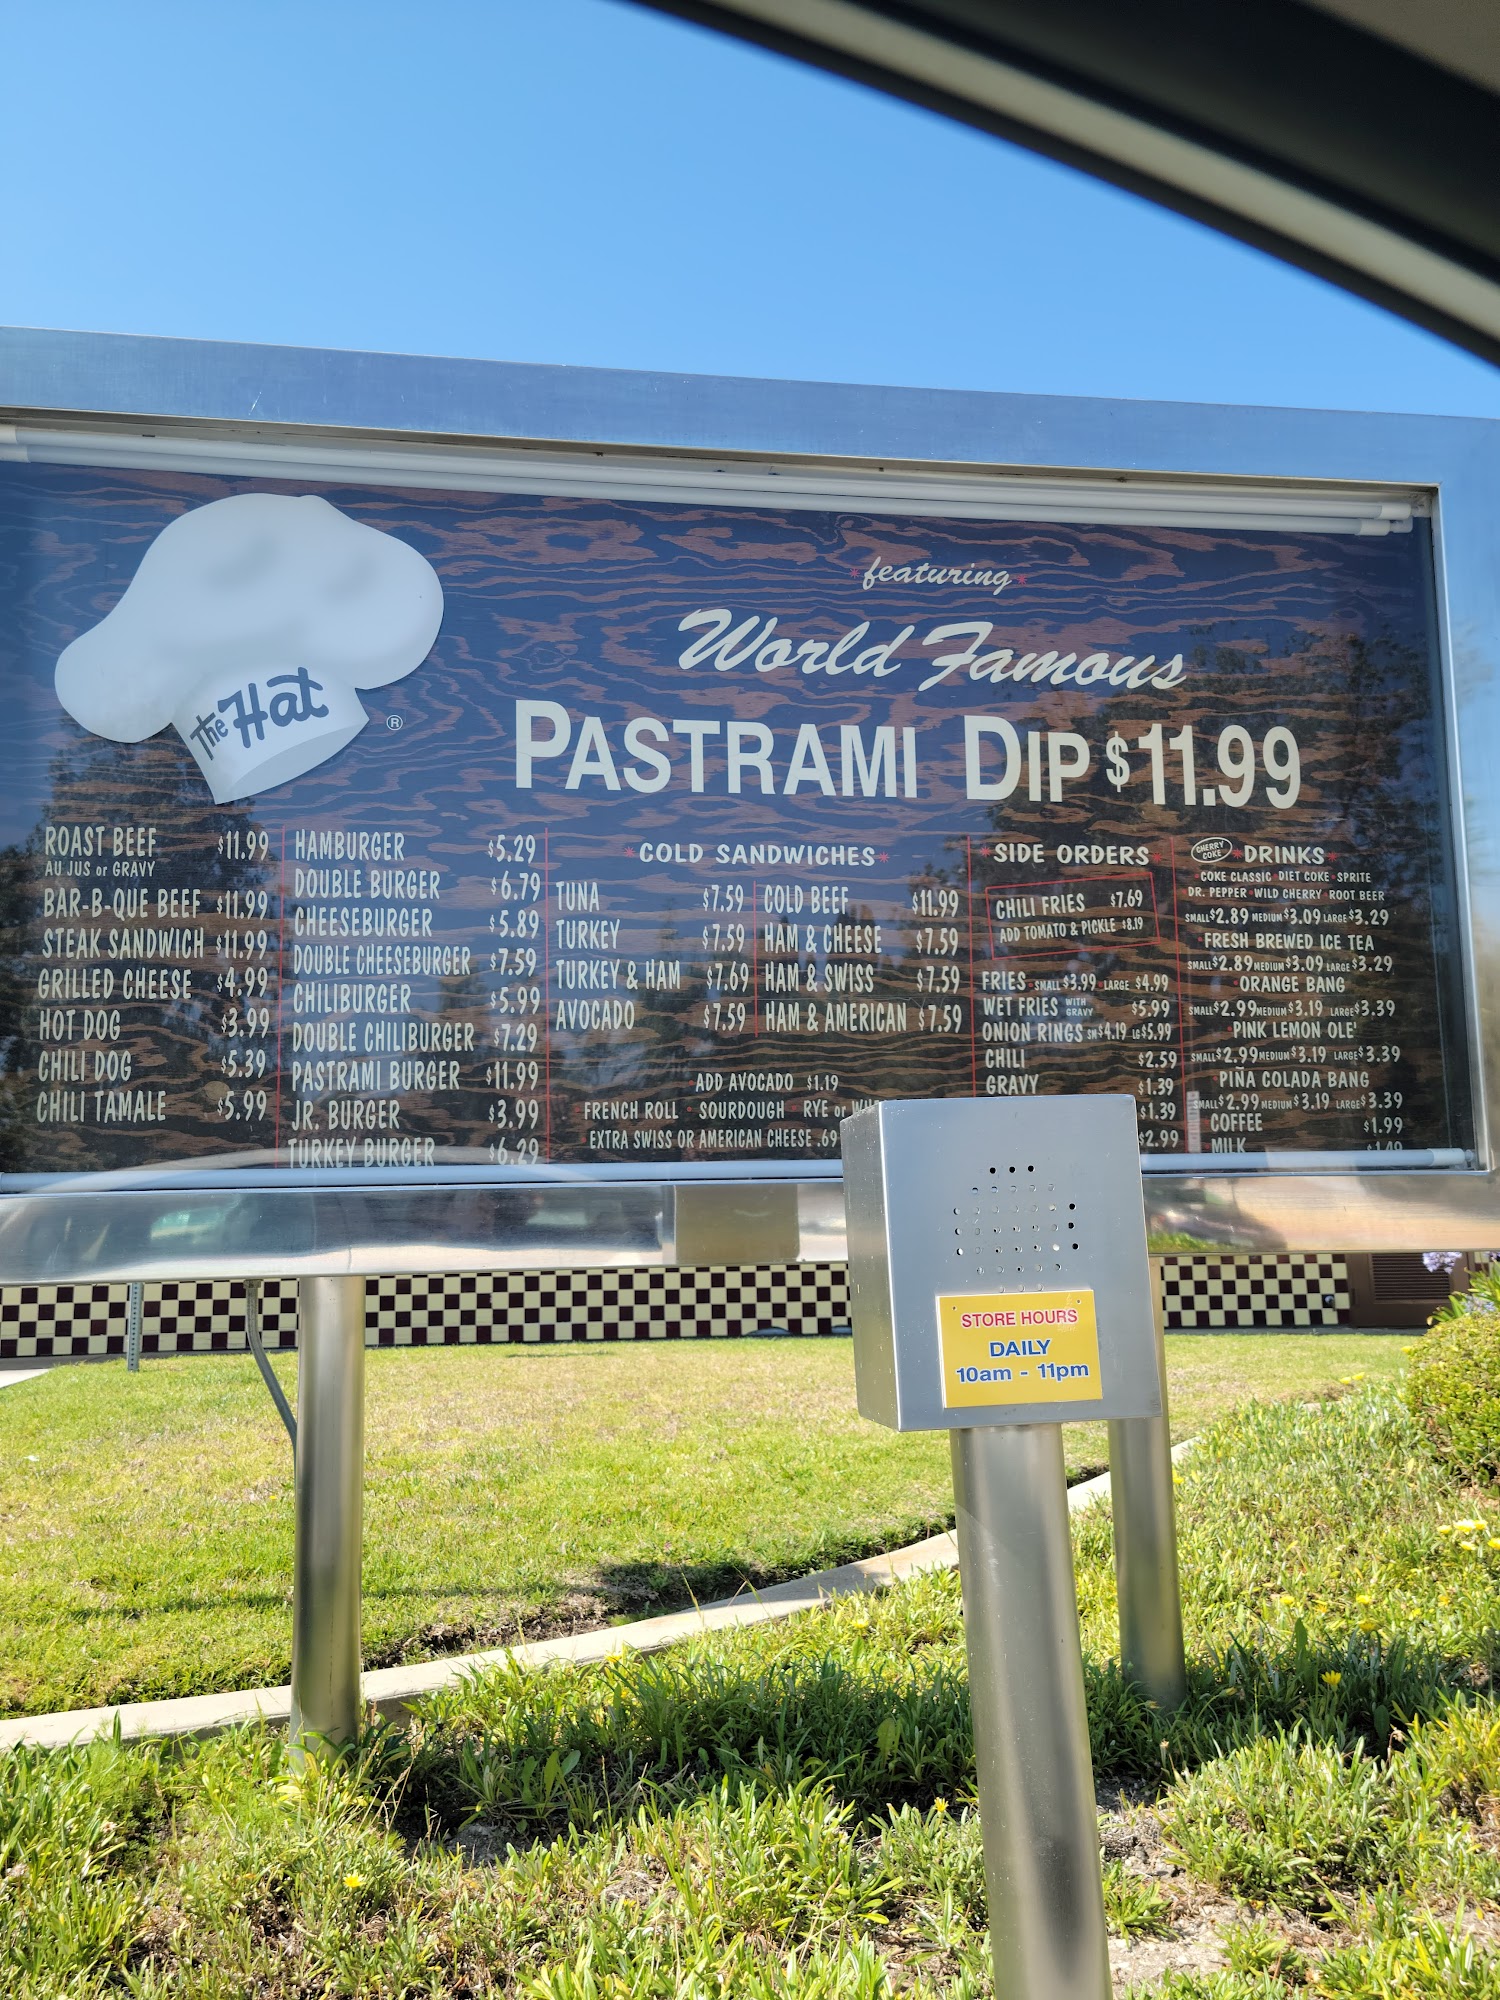 The Hat ®
featuring
World Famous
PASTRAMI DIP $11.99
ROAST BEEF $11.99
AU JUS or GRAVY
BAR-B-QUE BEEF $11.99
STEAK SANDWICH $11.99
GRILLED CHEESE $4.99
HOT DOG $3.99
CHILI DOG $5.39
CHILI TAMALE $5.99
HAMBURGER $5.29
DOUBLE BURGER $6.79
CHEESEBURGER $5.89
DOUBLE CHEESEBURGER $7.59
CHILIBURGER $5.99
DOUBLE CHILIBURGER $7.29
PASTRAMI BURGER $11.99
JR. BURGER $3.99
TURKEY BURGER $6.29
*COLD SANDWICHES*
TUNA $7.59
TURKEY $7.59
TURKEY & HAM $7.69
AVOCADO $7.59
COLD BEEF $11.99
HAM & CHEESE $7.59
HAM & SWISS $7.59
HAM & AMERICAN $7.59
ADD AVOCADO $1.19
FRENCH ROLL • SOURDOUGH • RYE or
EXTRA SWISS OR AMERICAN CHEESE .69
*SIDE ORDERS*
CHILI FRIES $7.69
ADD TOMATO & PICKLE $8.19
FRIES SMALL $3.99 LARGE $4.99
WET FRIES WITH GRAVY $5.99
ONION RINGS SM $4.19 LG $5.99
CHILI $2.59
GRAVY $1.39
$1.39
$2.99
CHERRY COKE *DRINKS*
COKE CLASSIC DIET COKE SPRITE
DR. PEPPER WILD CHERRY ROOT BEER
SMALL $2.89 MEDIUM $3.09 LARGE $3.29
FRESH BREWED ICE TEA
SMALL $2.89 MEDIUM $3.09 LARGE $3.29
ORANGE BANG
SMALL $2.99 MEDIUM $3.19 LARGE $3.39
PINK LEMON OLE'
SMALL $2.99 MEDIUM $3.19 LARGE $3.39
PIÑA COLADA BANG
SMALL $2.99 MEDIUM $3.19 LARGE $3.39
COFFEE $1.99
MILK
STORE HOURS
DAILY
10am - 11pm